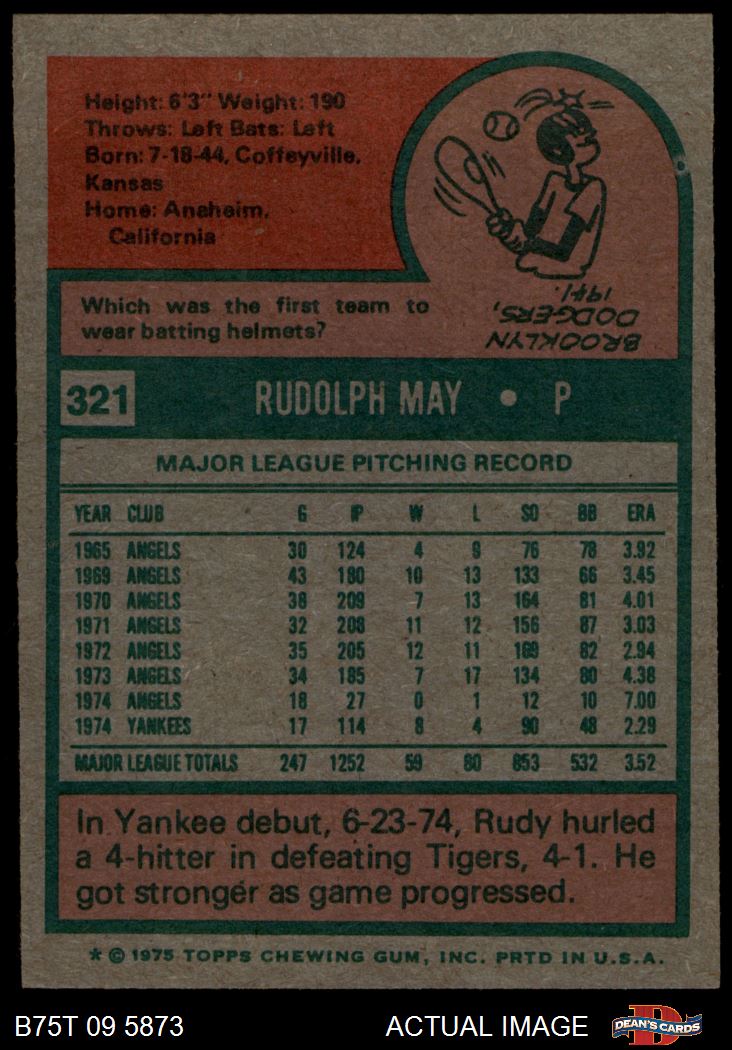 Height: 6'3" Weight: 190
Throws: Left Bats: Left
Born: 7-18-44, Coffeyville,
Kansas
Home: Anaheim,
California
Which was the first team to
wear batting helmets?
BROOKLYN
DODGERS,
1941.
321 RUDOLPH MAY • P
MAJOR LEAGUE PITCHING RECORD
YEAR CLUB G IP W L SO BB ERA
1965 ANGELS 30 124 4 9 76 78 3.92
1969 ANGELS 43 180 10 13 133 66 3.45
1970 ANGELS 38 209 7 13 164 81 4.01
1971 ANGELS 32 208 11 12 156 87 3.03
1972 ANGELS 35 205 12 11 169 82 2.94
1973 ANGELS 34 185 7 17 134 80 4.38
1974 ANGELS 18 27 0 1 12 10 7.00
1974 YANKEES 17 114 8 4 90 48 2.29
MAJOR LEAGUE TOTALS 247 1252 59 80 853 532 3.52
In Yankee debut, 6-23-74, Rudy hurled
a 4-hitter in defeating Tigers, 4-1. He
got stronger as game progressed.
* © 1975 TOPPS CHEWING GUM, INC. PRTD IN U.S.A.
B75T 09 5873 ACTUAL IMAGE DEAN'S CARDS